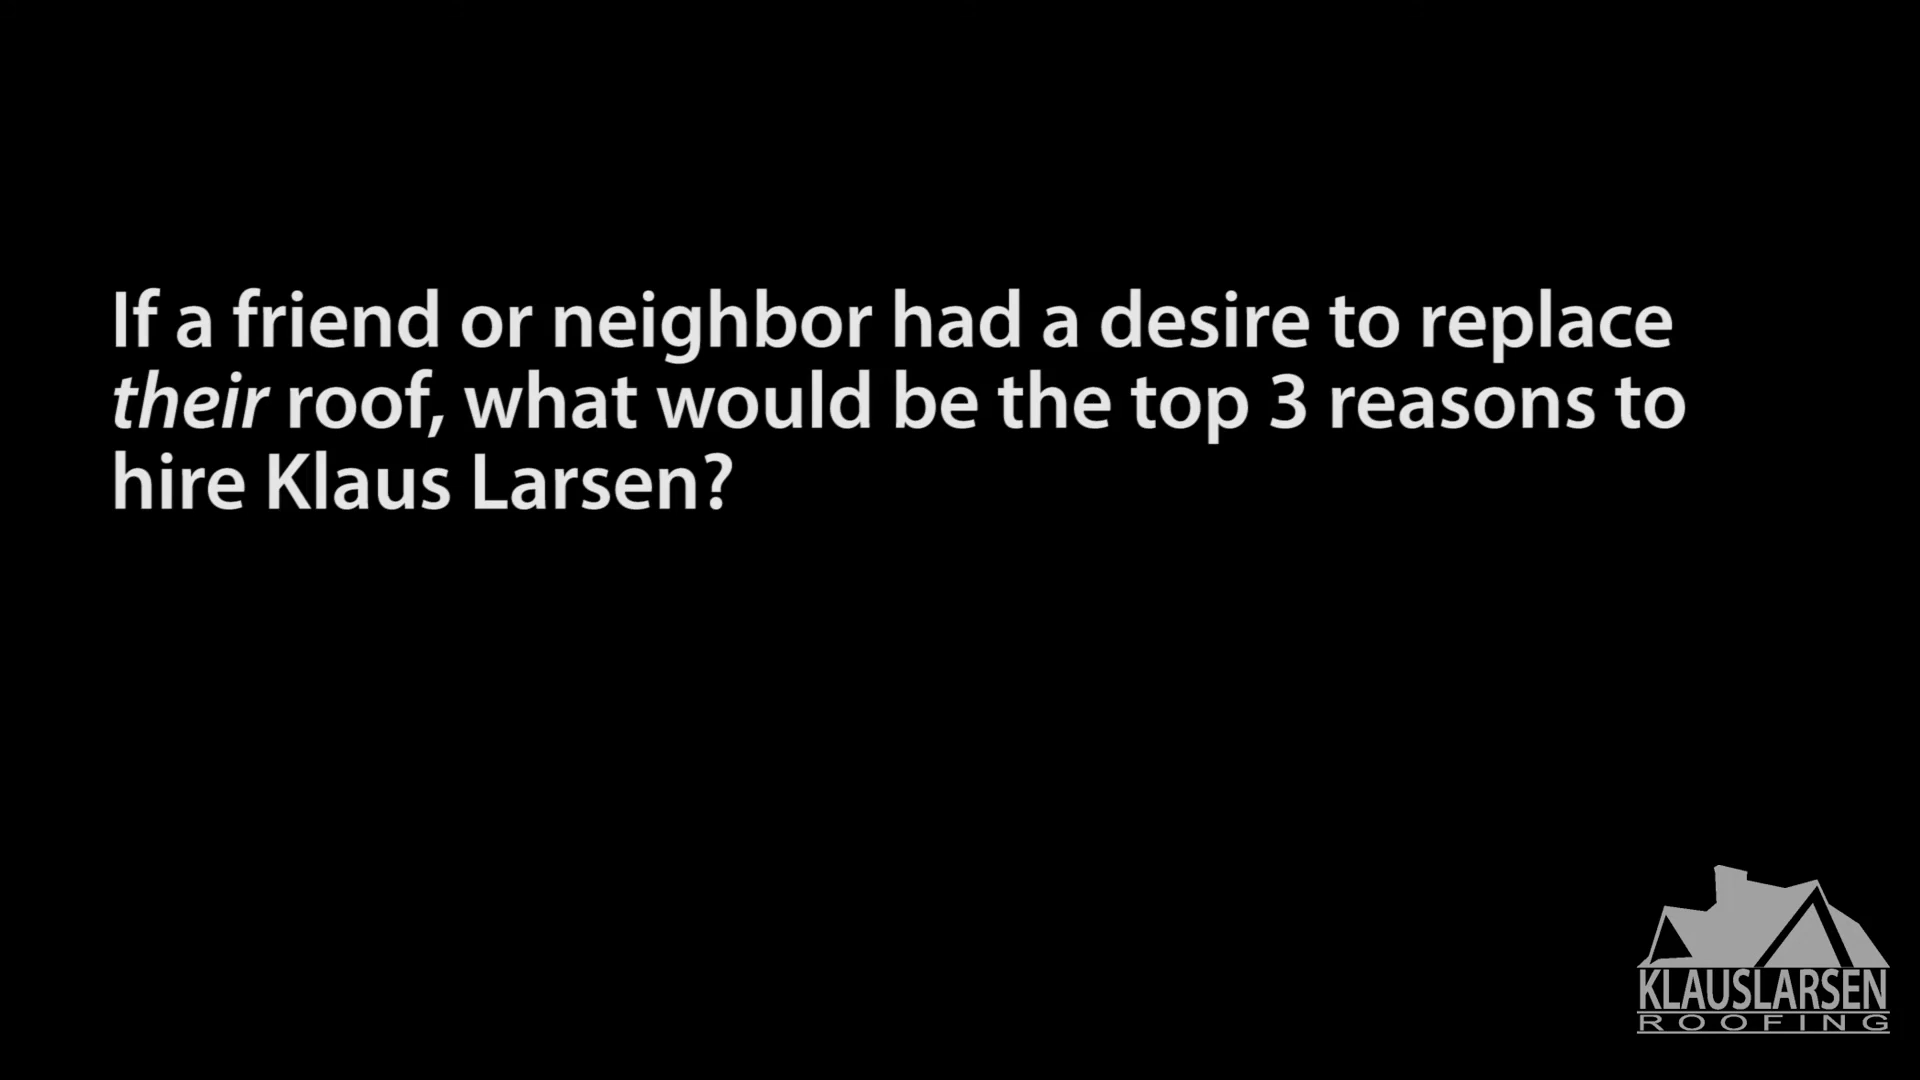 If a friend or neighbor had a desire to replace
their roof, what would be the top 3 reasons to
hire Klaus Larsen?
KLAUSLARSEN
ROOFING